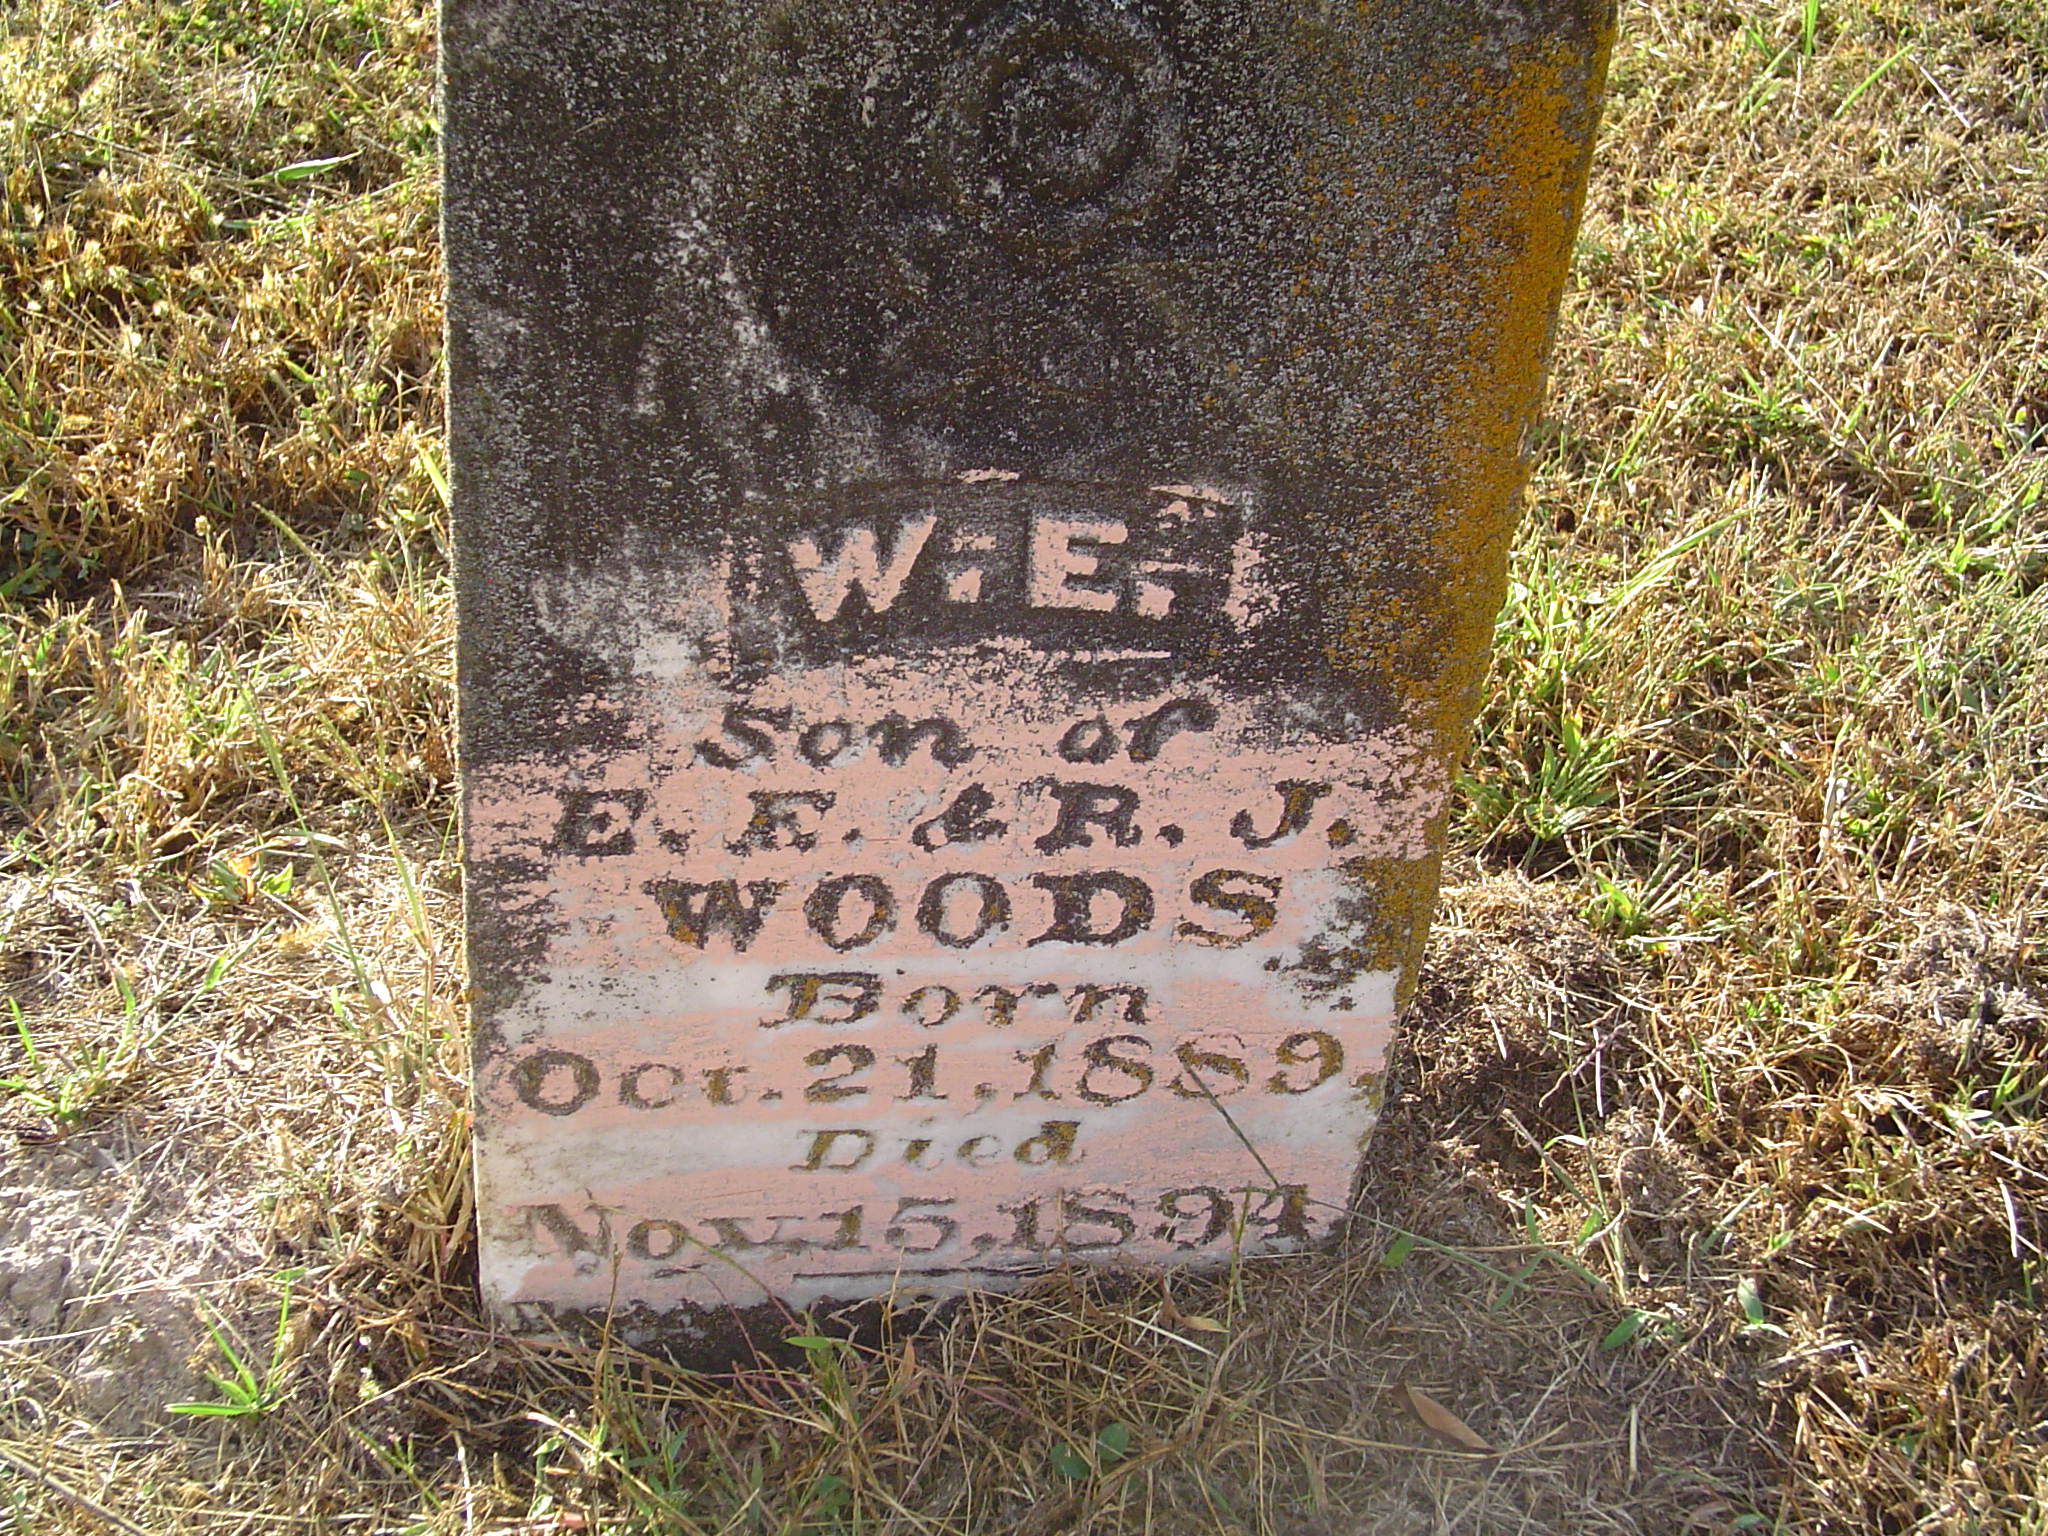 W. E.
Son of
E. F. & R. J.
WOODS
Born
Oct. 21, 1889.
Died
Nov. 15, 1894